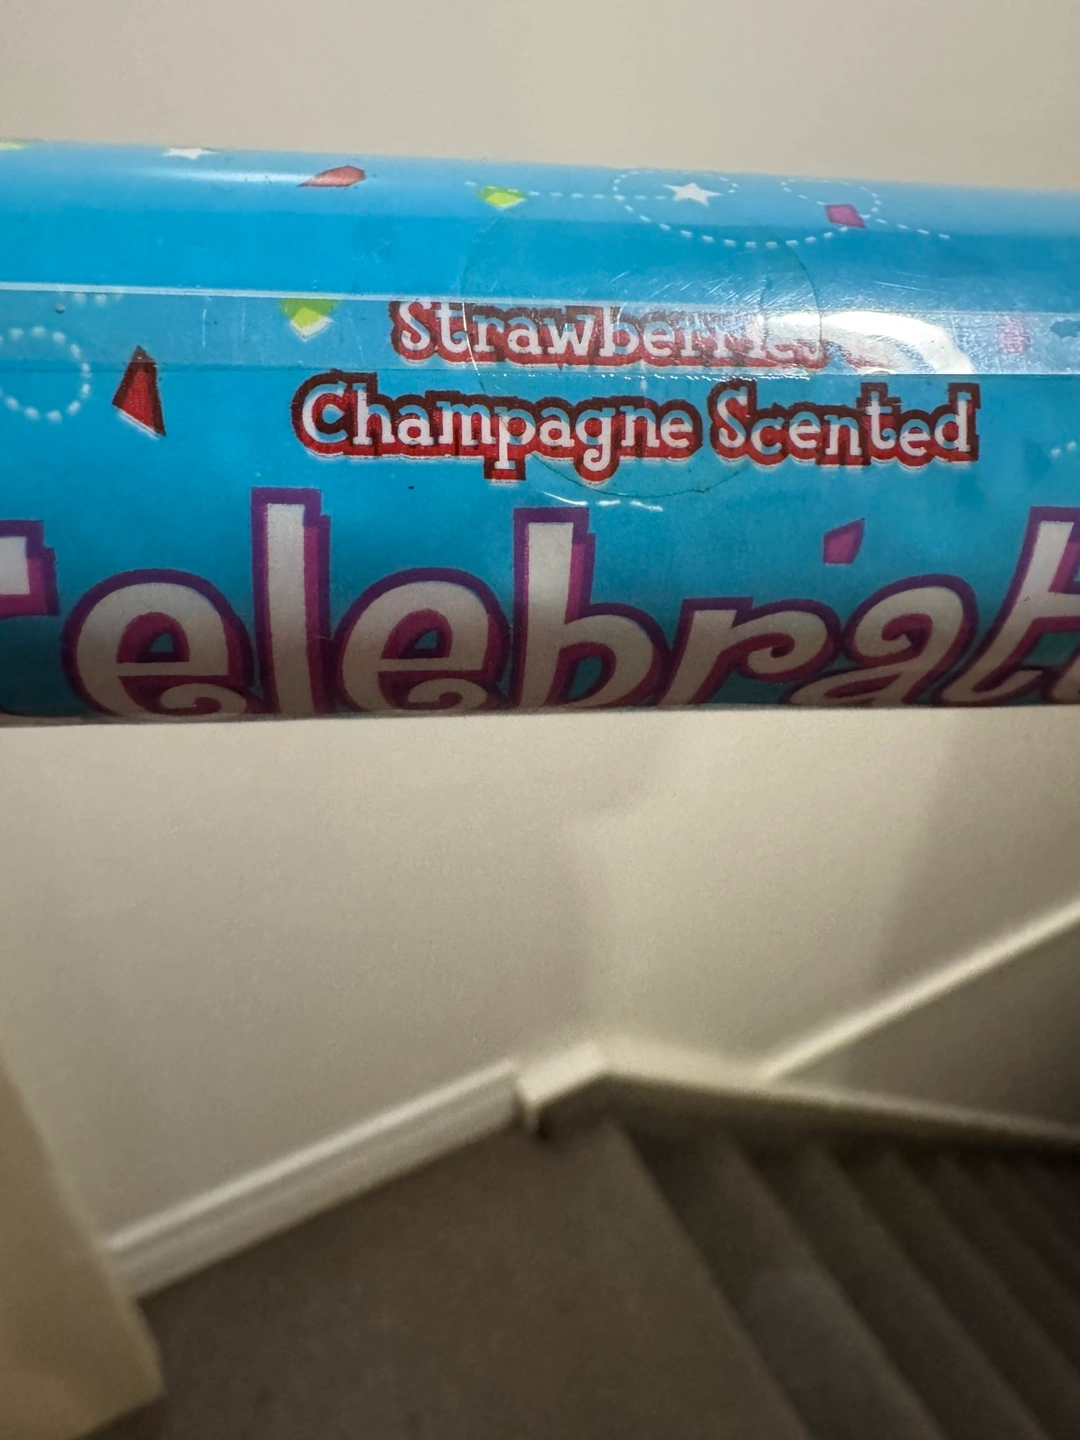 Strawberries
Champagne Scented
Celebrat